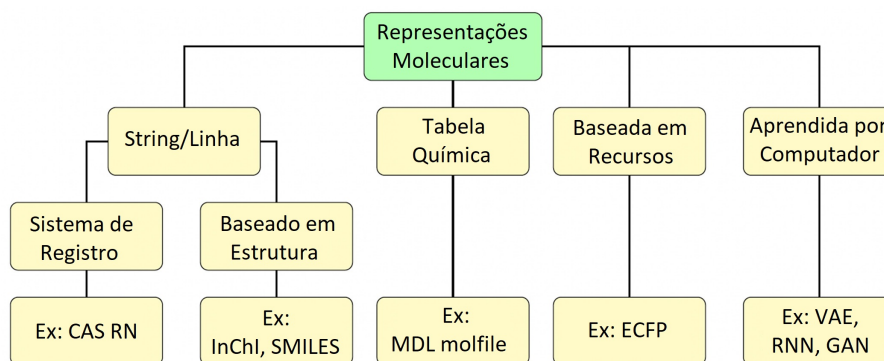 Representações
Moleculares
String/Linha
Tabela
Química
Baseada em
Recursos
Aprendida por
Computador
Sistema de
Registro
Baseado em
Estrutura
Ex: CAS RN
Ex:
InChI, SMILES
Ex:
MDL molfile
Ex: ECFP
Ex: VAE,
RNN, GAN